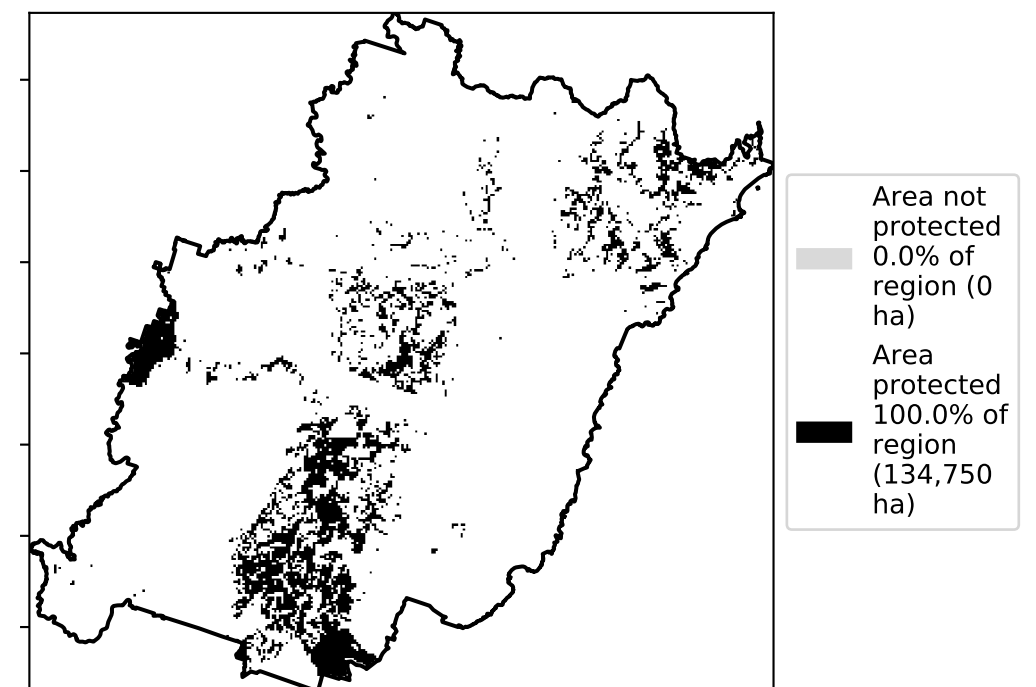 Area not
protected
0.0% of
region (0
ha)
Area
protected
100.0% of
region
(134,750
ha)